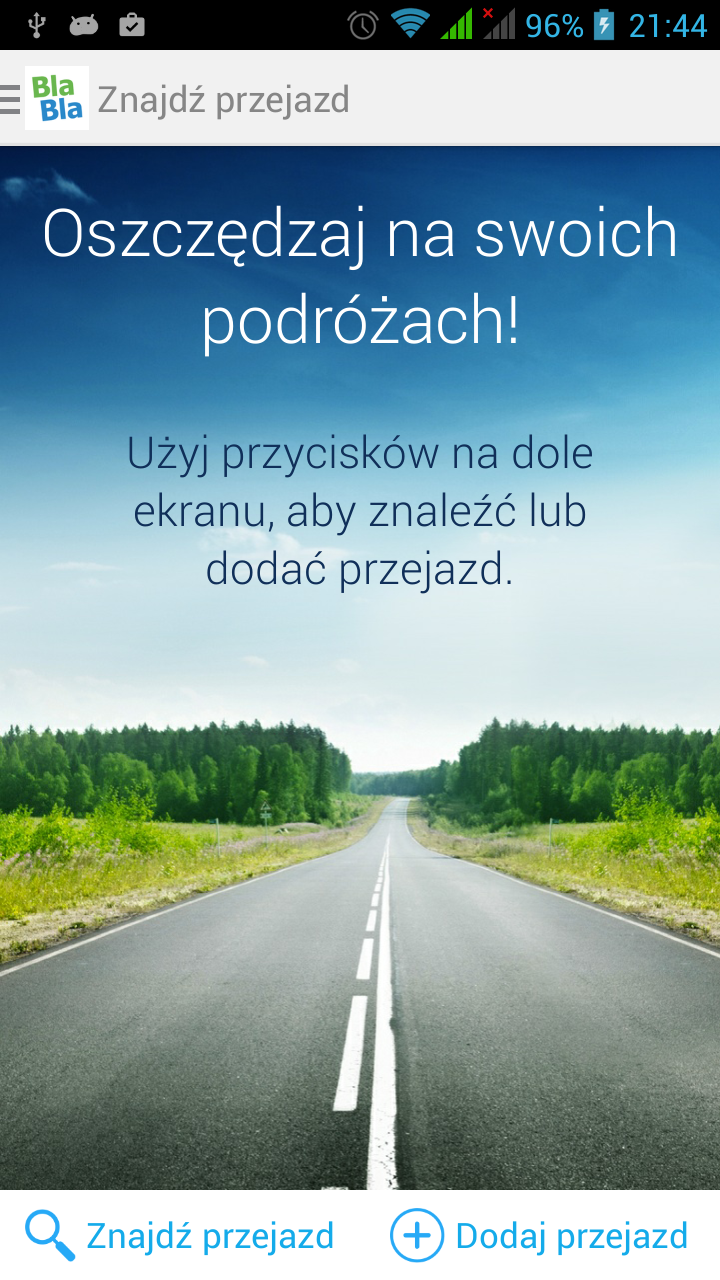 96% 21:44
Bla
Bla
Znajdź przejazd
Oszczędzaj na swoich
podróżach!
Użyj przycisków na dole
ekranu, aby znaleźć lub
dodać przejazd.
Znajdź przejazd
Dodaj przejazd